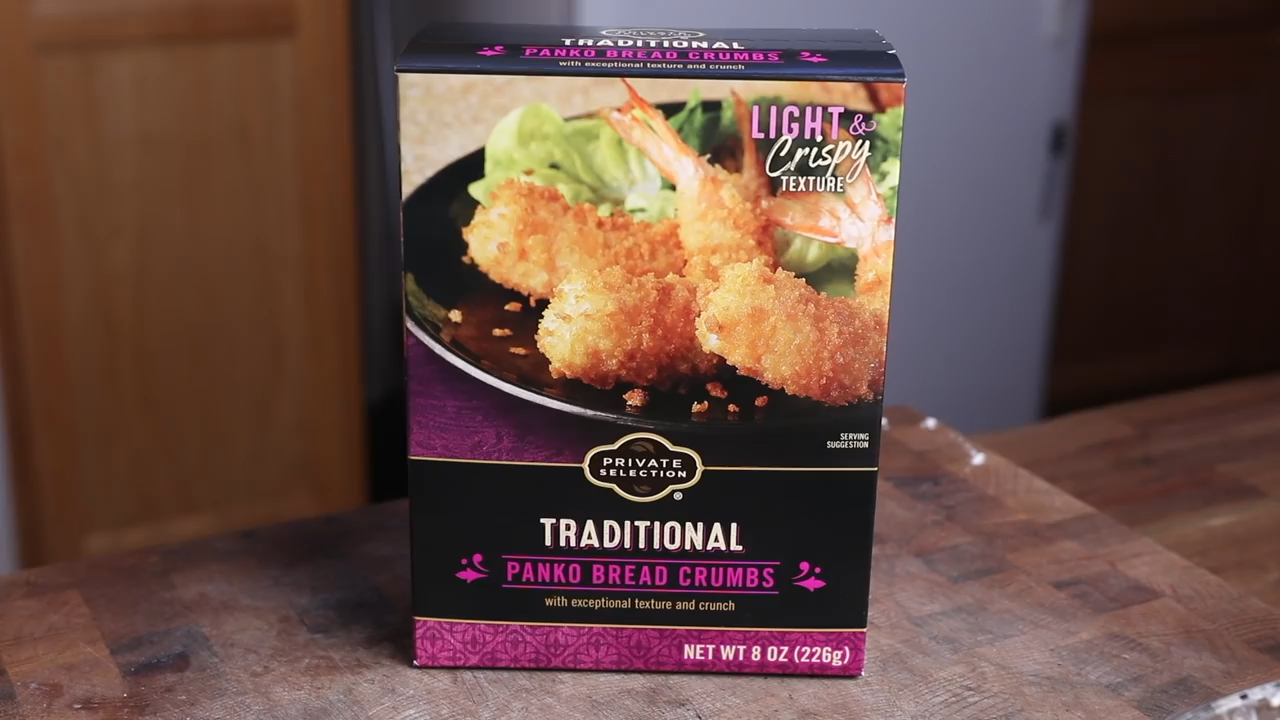 TRADITIONAL
PANKO BREAD CRUMBS
with exceptional texture and crunch
LIGHT &
Crispy
TEXTURE
SERVING
SUGGESTION
PRIVATE
SELECTION
®
TRADITIONAL
PANKO BREAD CRUMBS
with exceptional texture and crunch
NET WT 8 OZ (226g)